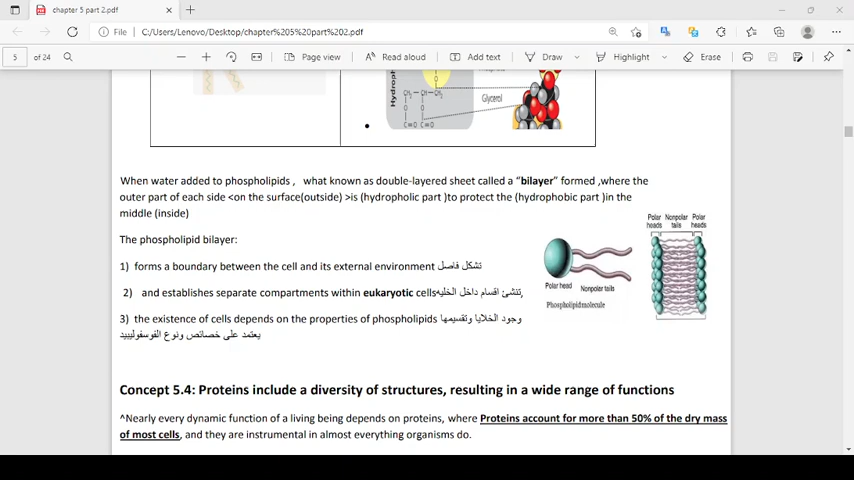 chapter 5 part 2.pdf
File C:/Users/Lenovo/Desktop/chapter%205%20part%202.pdf
5 of 24 Page view Read aloud Add text Draw Highlight Erase
CH₂ — CH — CH₂
O O
C=O C=O
Glycerol
When water added to phospholipids , what known as double-layered sheet called a “bilayer” formed ,where the
outer part of each side <on the surface(outside) >is (hydropholic part )to protect the (hydrophobic part )in the
middle (inside)
The phospholipid bilayer:
1) forms a boundary between the cell and its external environment تشكل فاصل
2) and establishes separate compartments within eukaryotic cells تنشئ اقسام داخل الخليه,
3) the existence of cells depends on the properties of phospholipids وجود الخلايا وتقسيمها
يعتمد على خصائص ونوع الفوسفوليبيد
Polar head Nonpolar tails
Phospholipid molecule
Polar heads Nonpolar tails Polar heads
Concept 5.4: Proteins include a diversity of structures, resulting in a wide range of functions
^Nearly every dynamic function of a living being depends on proteins, where Proteins account for more than 50% of the dry mass
of most cells, and they are instrumental in almost everything organisms do.